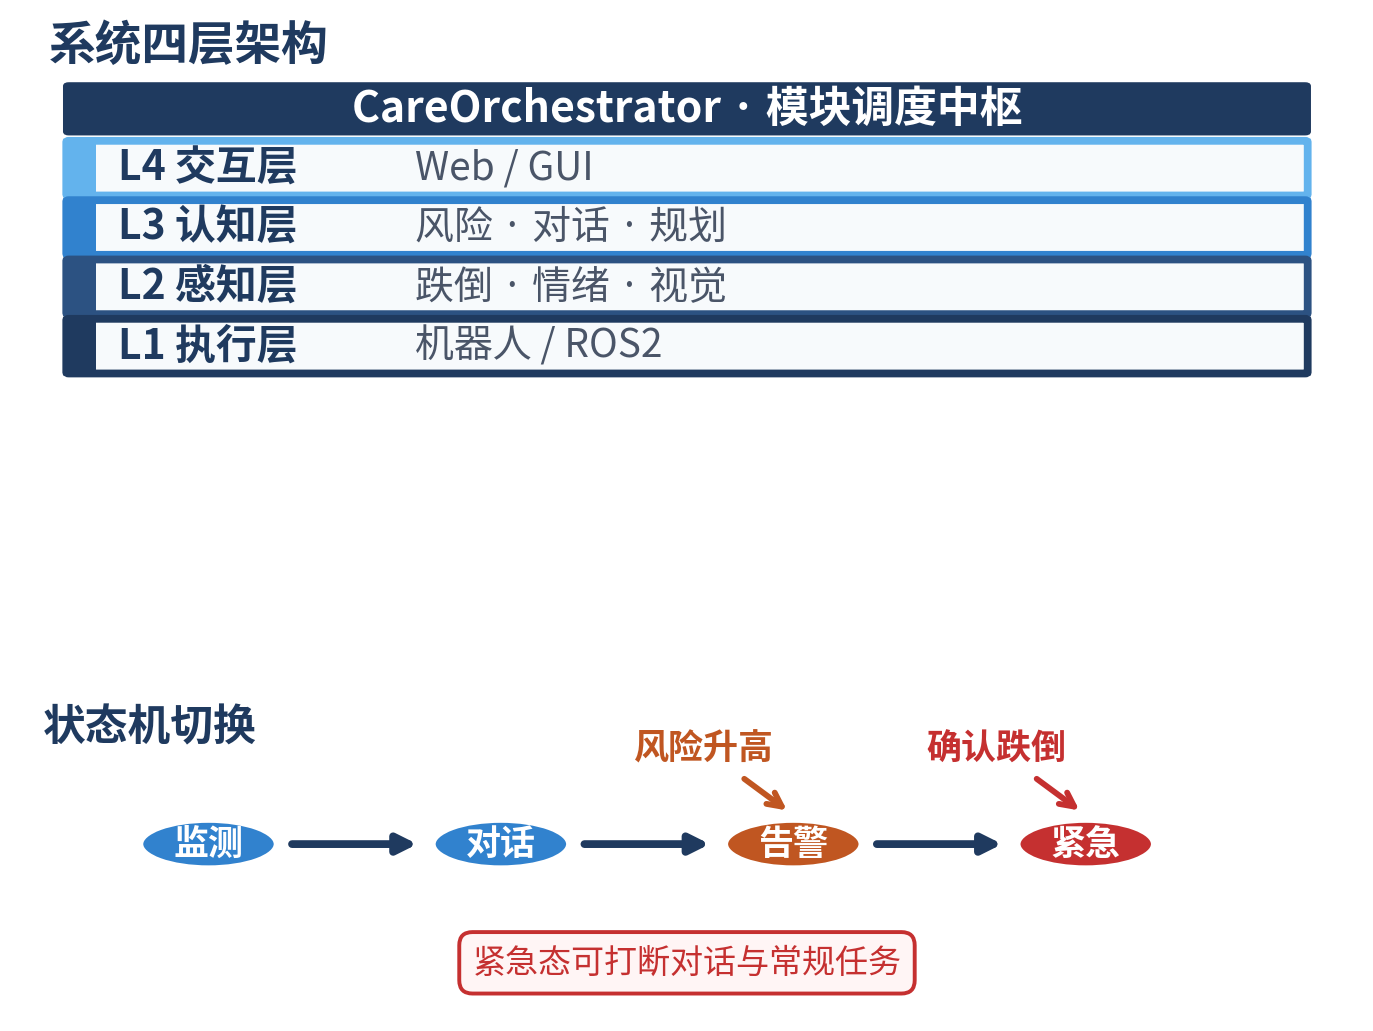 系统四层架构
CareOrchestrator · 模块调度中枢
L4 交互层 Web / GUI
L3 认知层 风险 · 对话 · 规划
L2 感知层 跌倒 · 情绪 · 视觉
L1 执行层 机器人 / ROS2
状态机切换
风险升高 确认跌倒
监测 对话 告警 紧急
紧急态可打断对话与常规任务